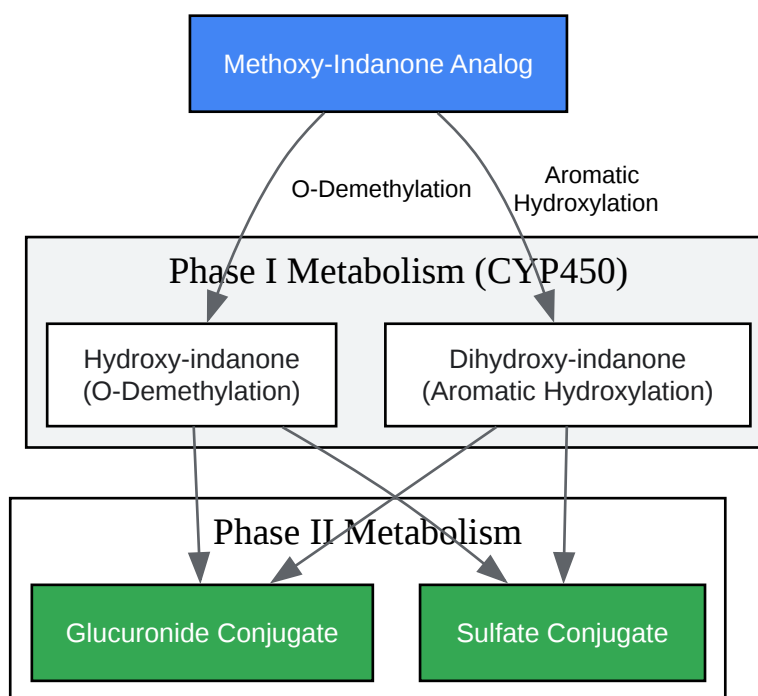 Methoxy-Indanone Analog
O-Demethylation
Aromatic
Hydroxylation
Phase I Metabolism (CYP450)
Hydroxy-indanone
(O-Demethylation)
Dihydroxy-indanone
(Aromatic Hydroxylation)
Phase II Metabolism
Glucuronide Conjugate
Sulfate Conjugate